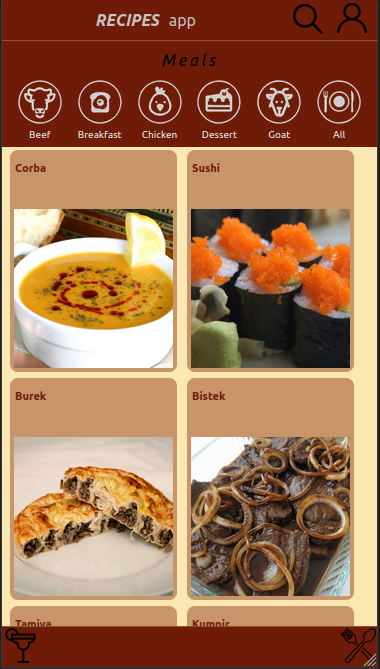 RECIPES app
Meals
Beef Breakfast Chicken Dessert Goat All
Corba Sushi
Burek Bistek
Tamiya Kumpir